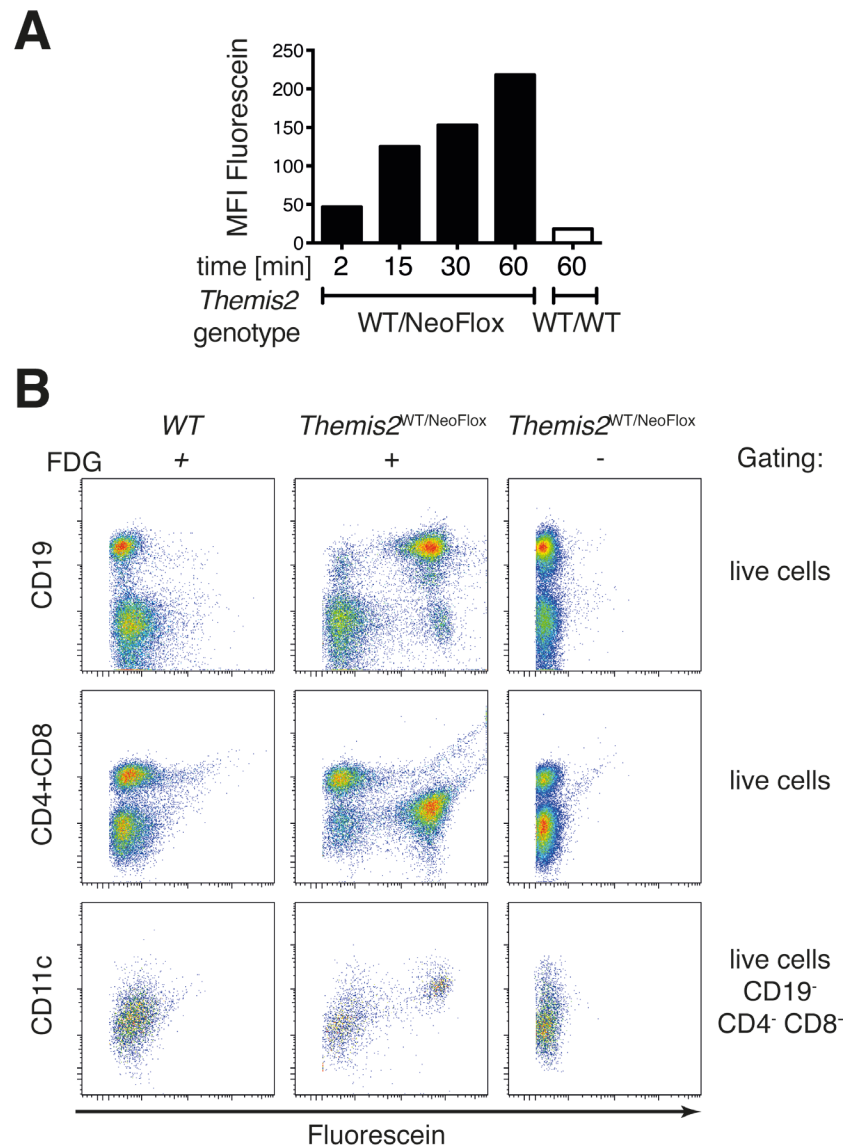 A
MFI Fluorescein
250
200
150
100
50
0
time [min] 2 15 30 60 60
Themis2
genotype
WT/NeoFlox WT/WT
B
WT Themis2WT/NeoFlox Themis2WT/NeoFlox
FDG + + - Gating:
CD19
live cells
CD4+CD8
live cells
CD11c
live cells
CD19-
CD4- CD8-
Fluorescein